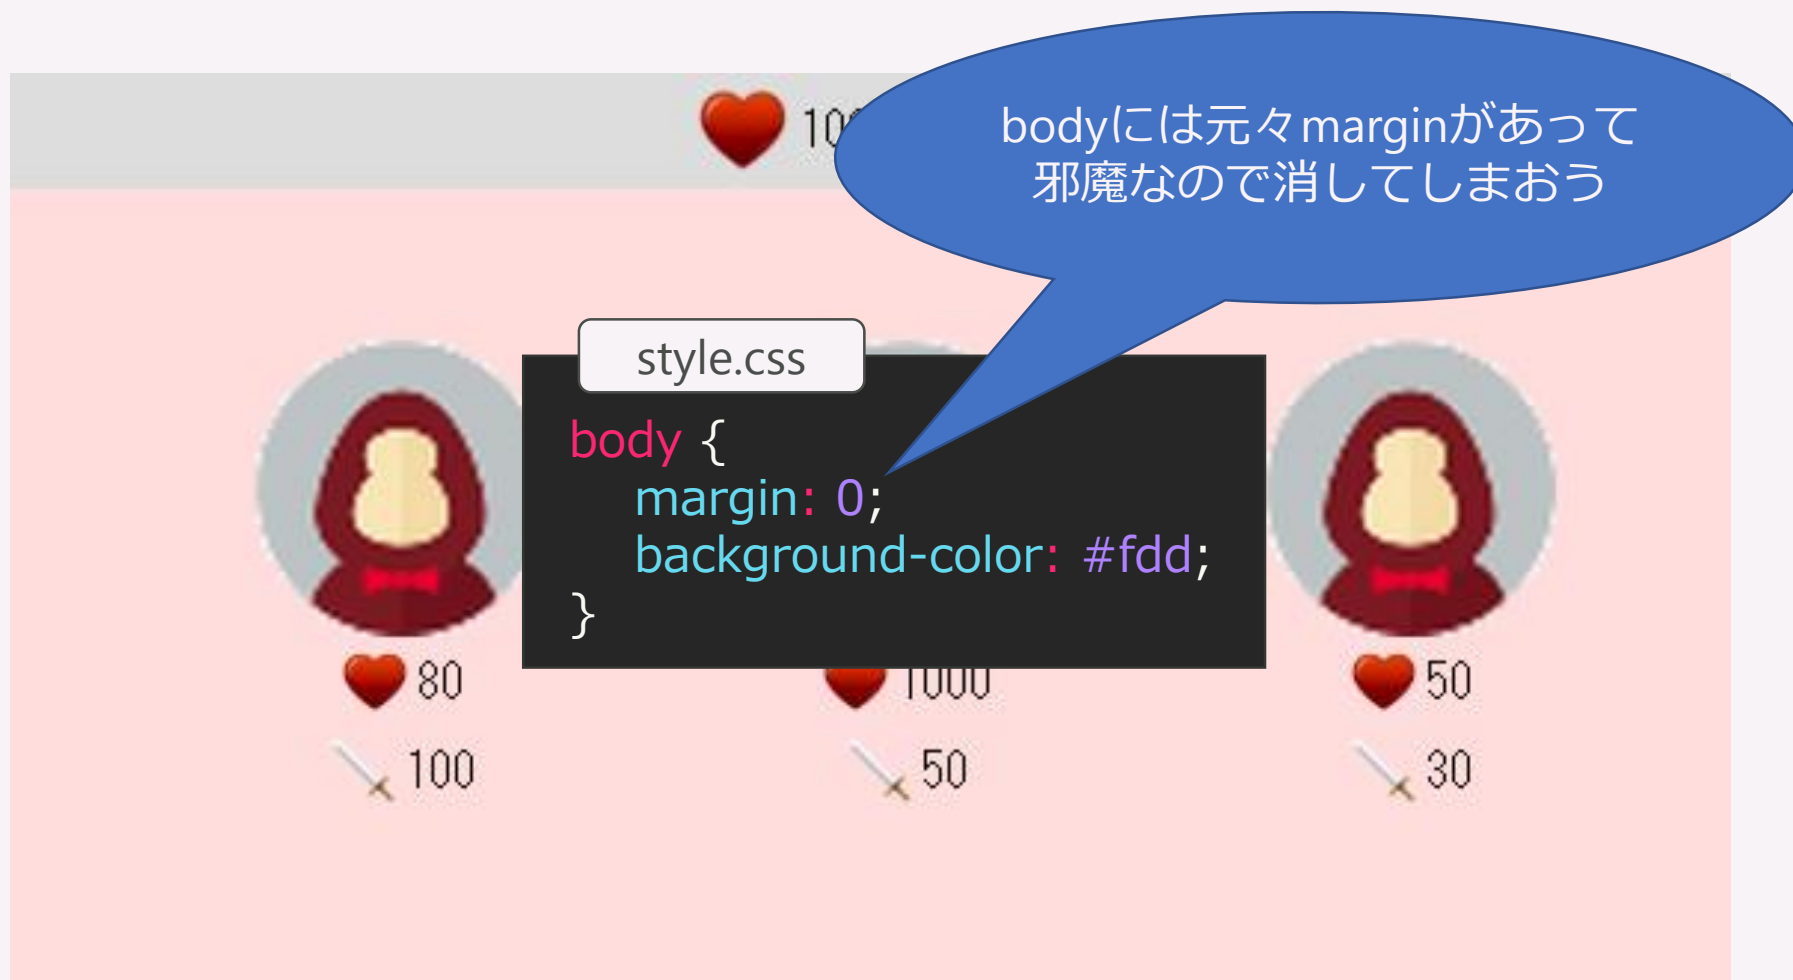 bodyには元々marginがあって
邪魔なので消してしまおう
style.css
body {
margin: 0;
background-color: #fdd;
}
80
1000
50
100
50
30